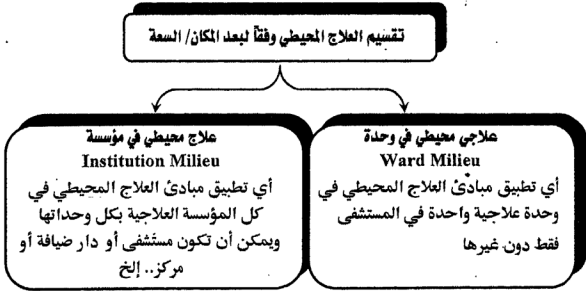 تقسيم العلاج المحيطي وفقاً لبعد المكان/ السعة
علاجي محيطي في وحدة
Ward Milieu
أي تطبيق مبادئ العلاج المحيطي في
وحدة علاجية واحدة في المستشفى
فقط دون غيرها
علاج محيطي في مؤسسة
Institution Milieu
أي تطبيق مبادئ العلاج المحيطي في
كل المؤسسة العلاجية بكل وحداتها
ويمكن أن تكون مستشفى أو دار ضيافة أو
مركز.. إلخ